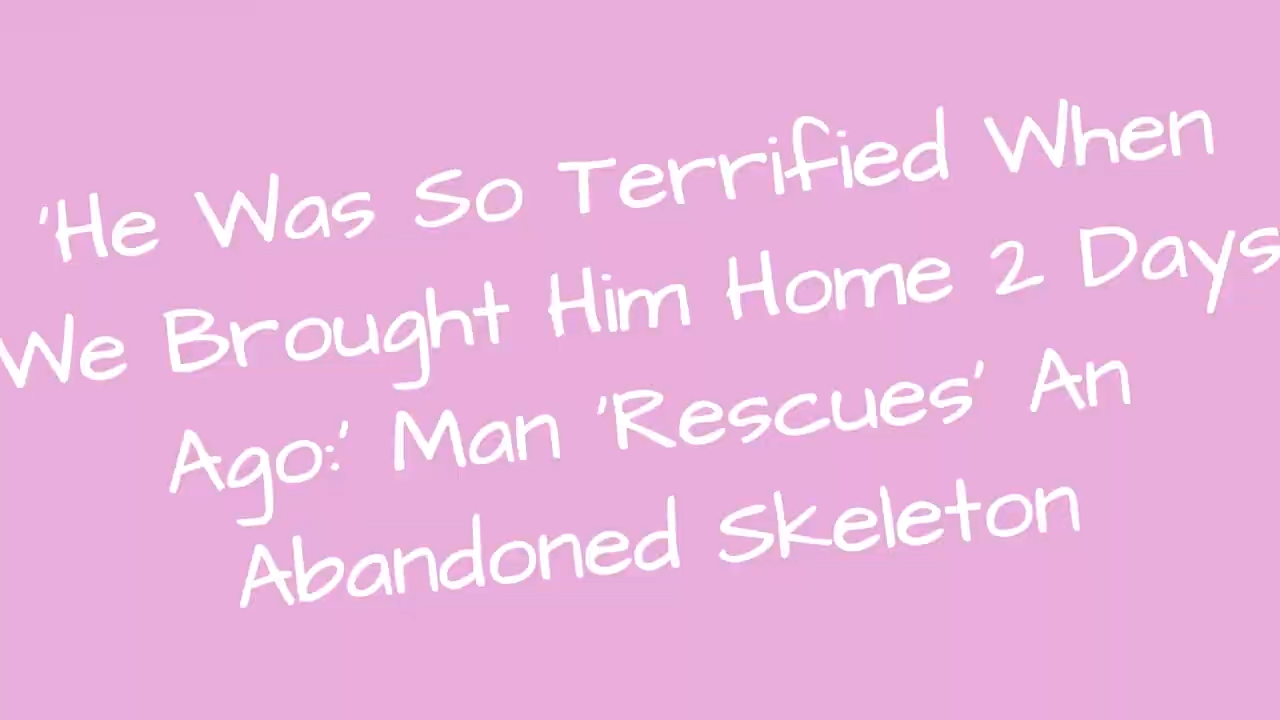 'He Was So Terrified When
We Brought Him Home 2 Days
Ago:' Man 'Rescues' An
Abandoned Skeleton